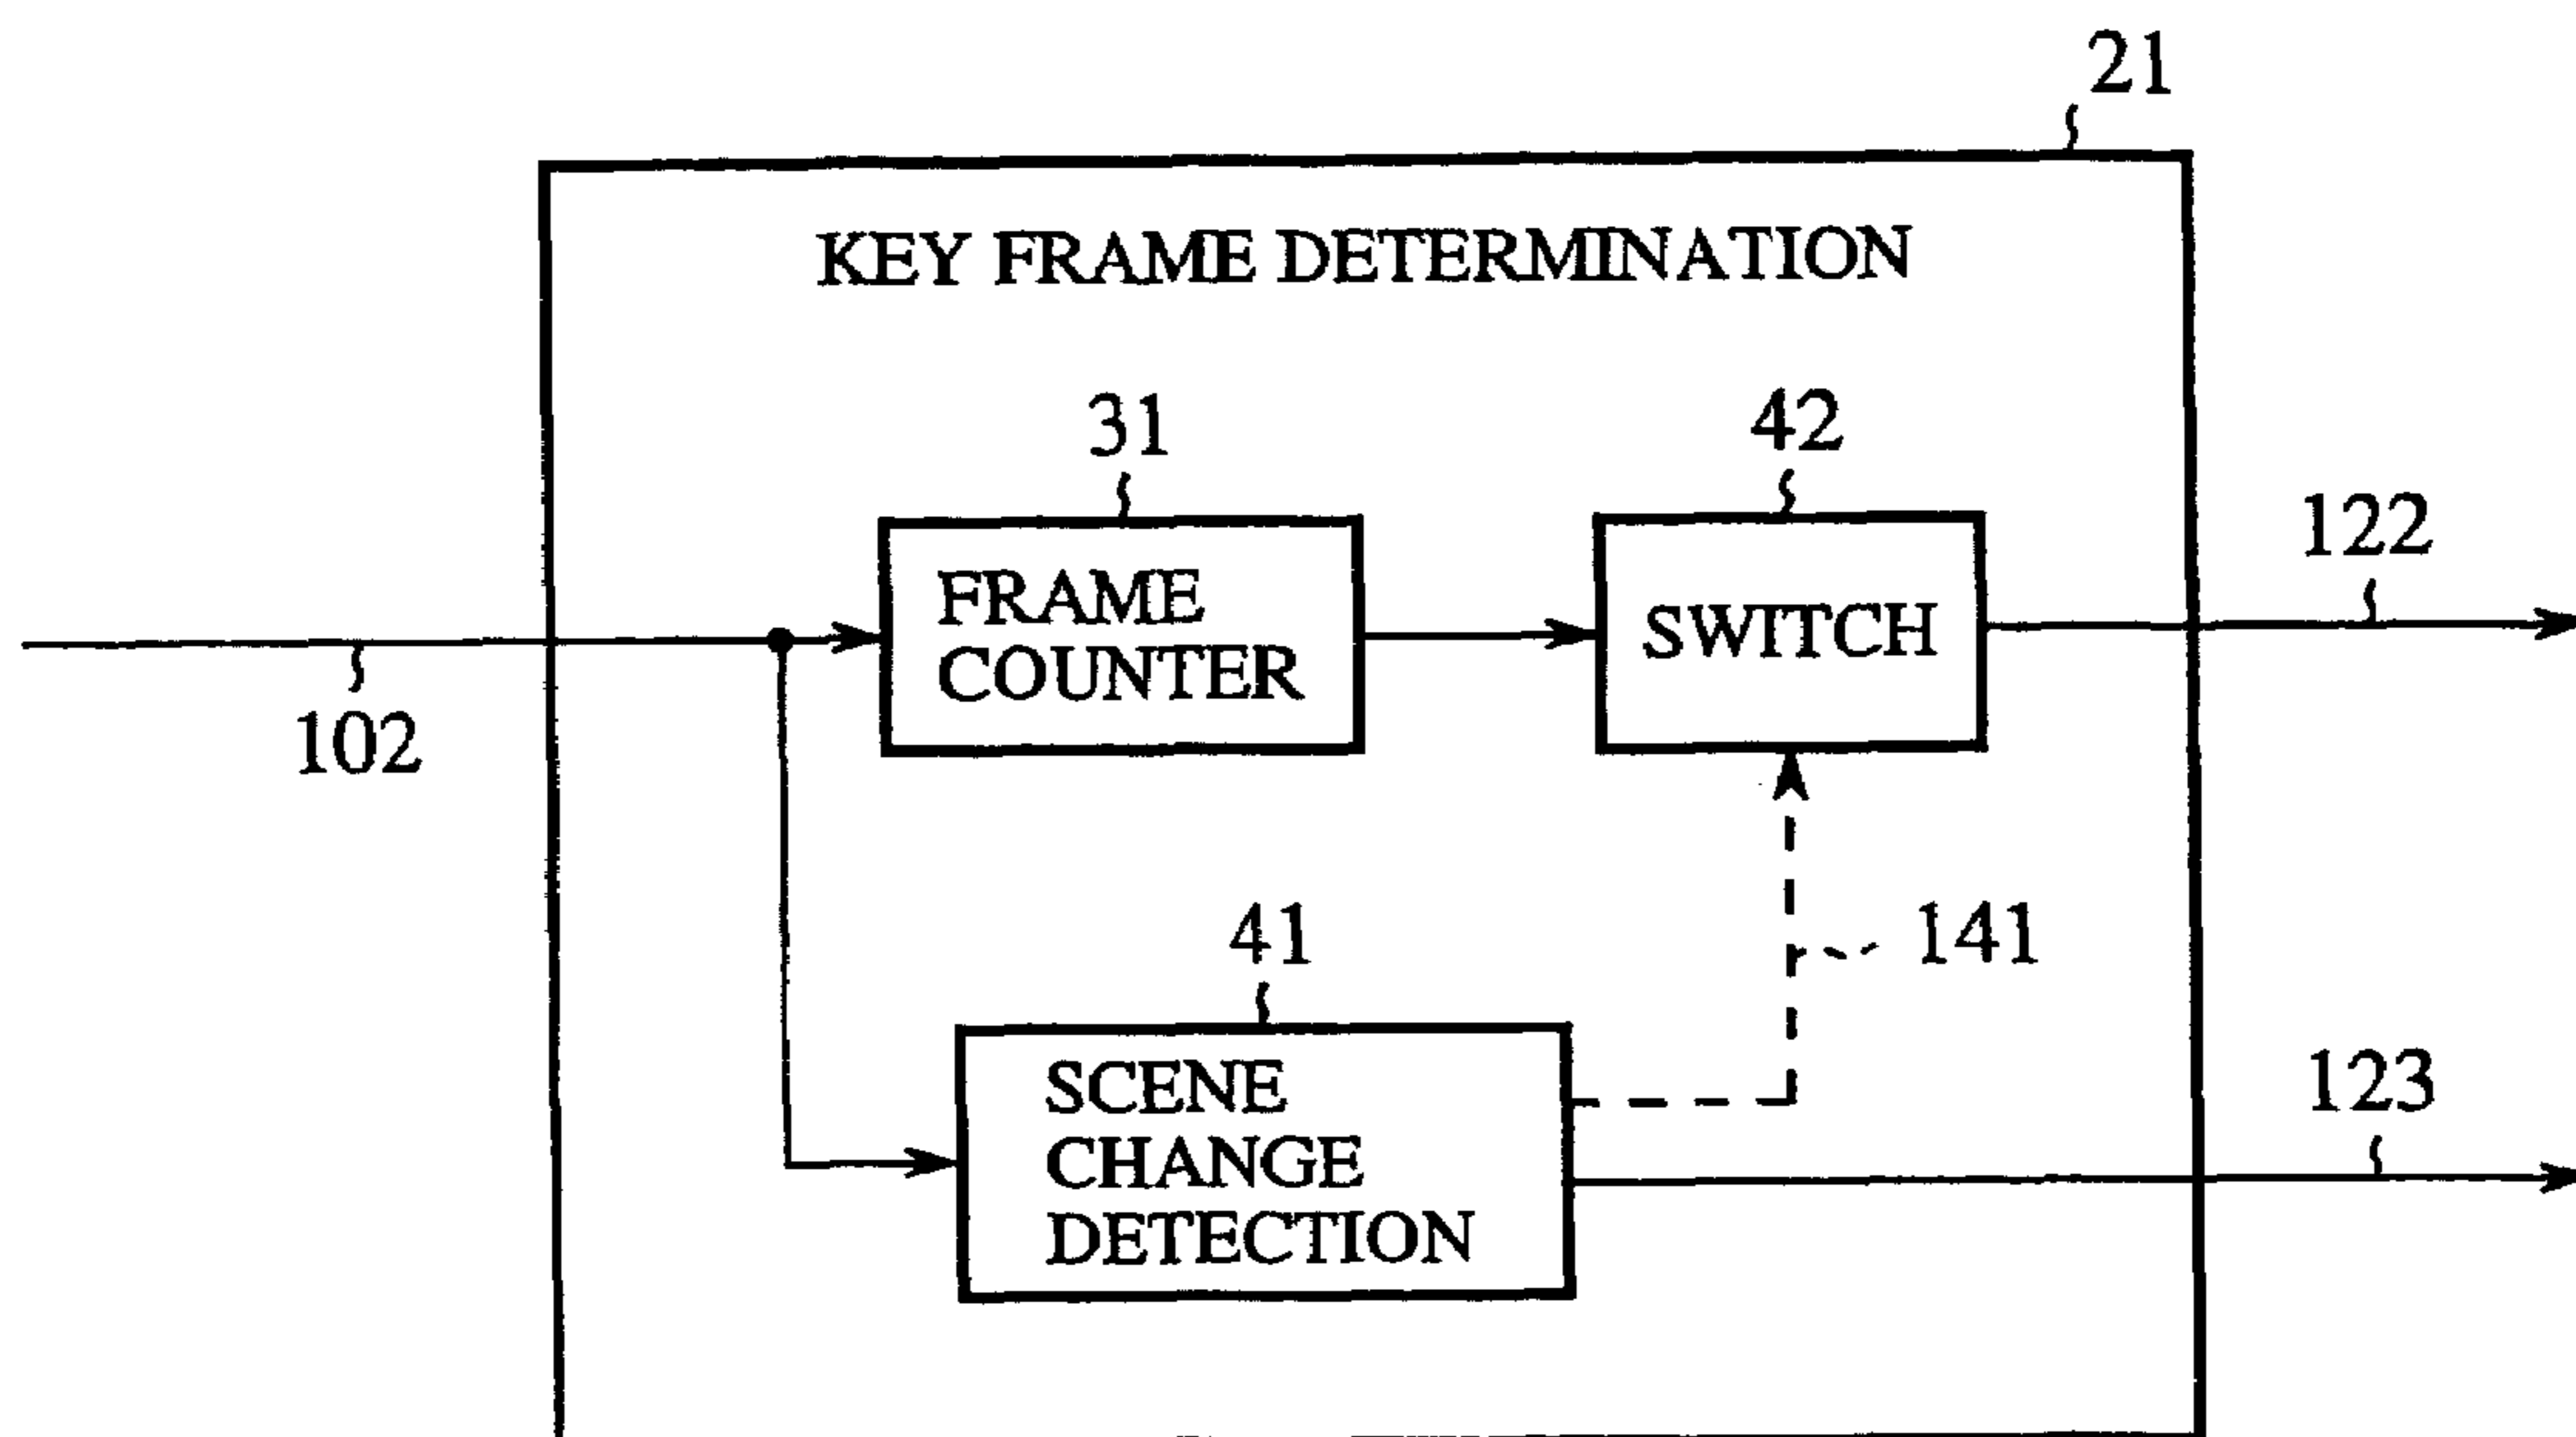 21
KEY FRAME DETERMINATION
31
42
122
FRAME
COUNTER
SWITCH
102
41
141
SCENE
CHANGE
DETECTION
123